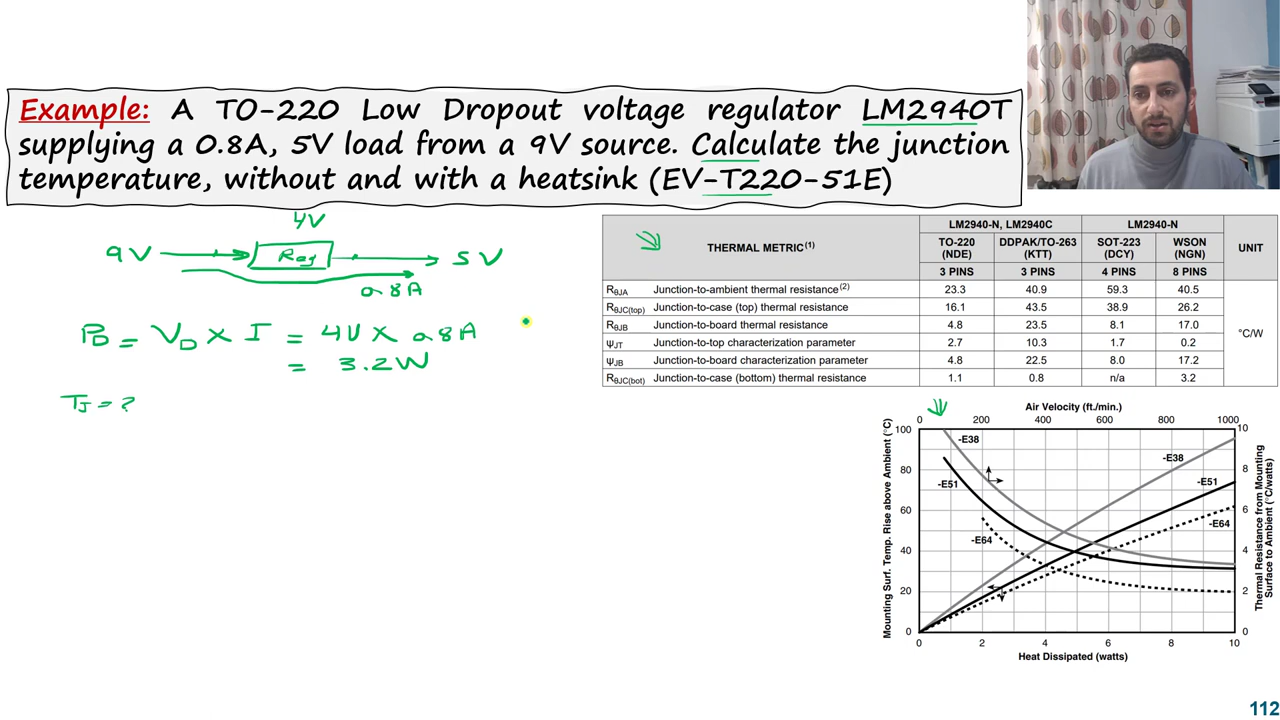 Example: A TO-220 Low Dropout voltage regulator LM2940T
supplying a 0.8A, 5V load from a 9V source. Calculate the junction
temperature, without and with a heatsink (EV-T220-51E)
4V
9V Reg 5V
0.8A
PD = VD × I = 4V × 0.8A
= 3.2W
TJ = ?
THERMAL METRIC(1) LM2940-N, LM2940C LM2940-N UNIT
TO-220 (NDE) DDPAK/TO-263 (KTT) SOT-223 (DCY) WSON (NGN)
3 PINS 3 PINS 4 PINS 8 PINS
RθJA Junction-to-ambient thermal resistance(2) 23.3 40.9 59.3 40.5 °C/W
RθJC(top) Junction-to-case (top) thermal resistance 16.1 43.5 38.9 26.2
RθJB Junction-to-board thermal resistance 4.8 23.5 8.1 17.0
ψJT Junction-to-top characterization parameter 2.7 10.3 1.7 0.2
ψJB Junction-to-board characterization parameter 4.8 22.5 8.0 17.2
RθJC(bot) Junction-to-case (bottom) thermal resistance 1.1 0.8 n/a 3.2
Air Velocity (ft./min.)
0 200 400 600 800 1000
Mounting Surf. Temp. Rise above Ambient (°C)
100
80
60
40
20
0
-E38
-E51
-E64
-E38
-E51
-E64
10
8
6
4
2
0
Thermal Resistance from Mounting
Surface to Ambient (°C/watts)
0 2 4 6 8 10
Heat Dissipated (watts)
112